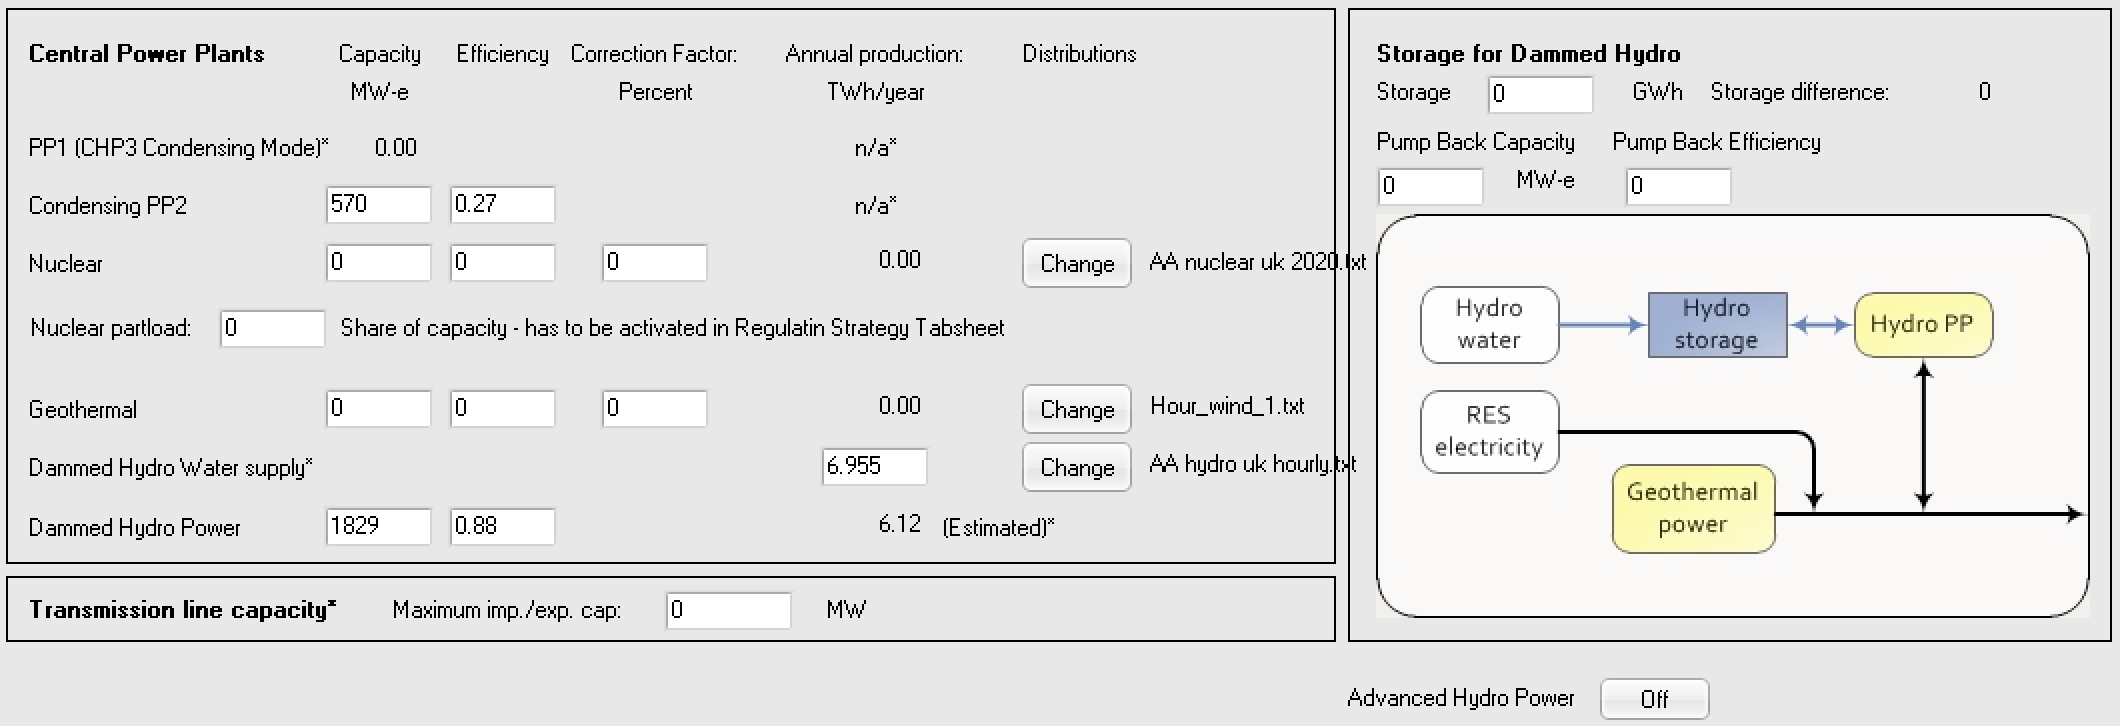 Central Power Plants Capacity Efficiency Correction Factor: Annual production: Distributions
MW-e Percent TWh/year
PP1 (CHP3 Condensing Mode)* 0.00 n/a*
Condensing PP2 570 0.27 n/a*
Nuclear 0 0 0 0.00 Change AA nuclear uk 2020.txt
Nuclear partload: 0 Share of capacity - has to be activated in Regulatin Strategy Tabsheet
Geothermal 0 0 0 0.00 Change Hour_wind_1.txt
Dammed Hydro Water supply* 6.955 Change AA hydro uk hourly.txt
Dammed Hydro Power 1829 0.88 6.12 (Estimated)*
Transmission line capacity* Maximum imp./exp. cap: 0 MW
Storage for Dammed Hydro
Storage 0 GWh Storage difference: 0
Pump Back Capacity Pump Back Efficiency
0 MW-e 0
Hydro
water
Hydro
storage
Hydro PP
RES
electricity
Geothermal
power
Advanced Hydro Power Off